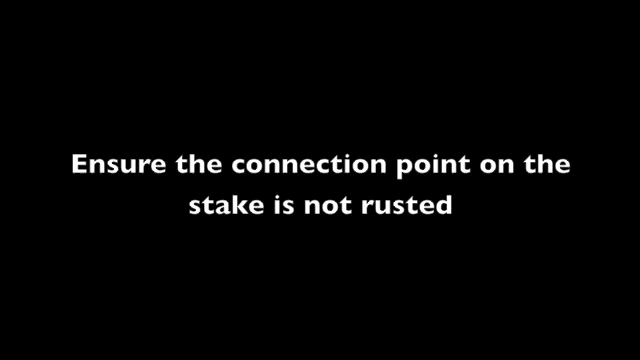 Ensure the connection point on the
stake is not rusted